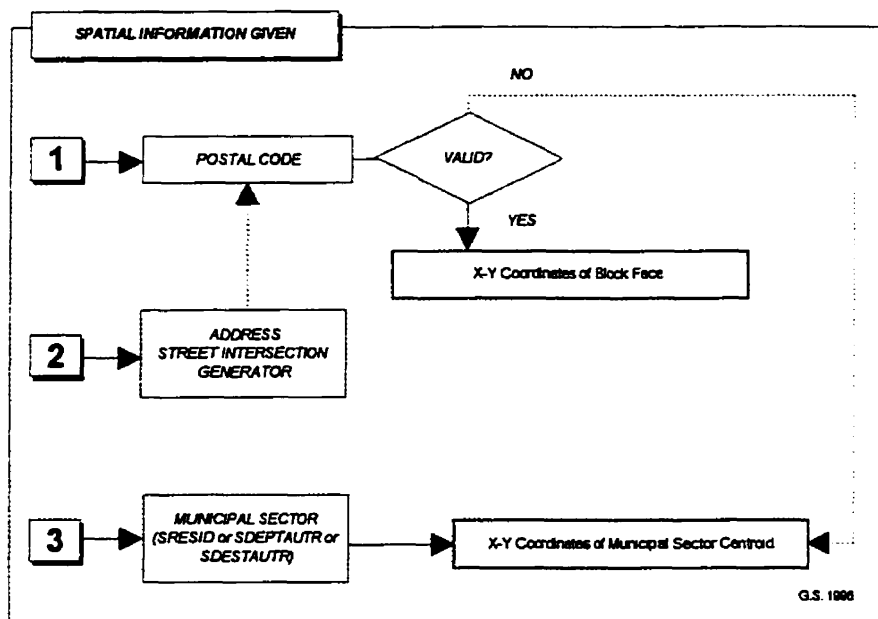 SPATIAL INFORMATION GIVEN
NO
1
POSTAL CODE
VALID?
YES
X-Y Coordinates of Block Face
2
ADDRESS
STREET INTERSECTION
GENERATOR
3
MUNICIPAL SECTOR
(SRESID or SDEPTAUTR or
SDESTAUTR)
X-Y Coordinates of Municipal Sector Centroid
G.S. 1996